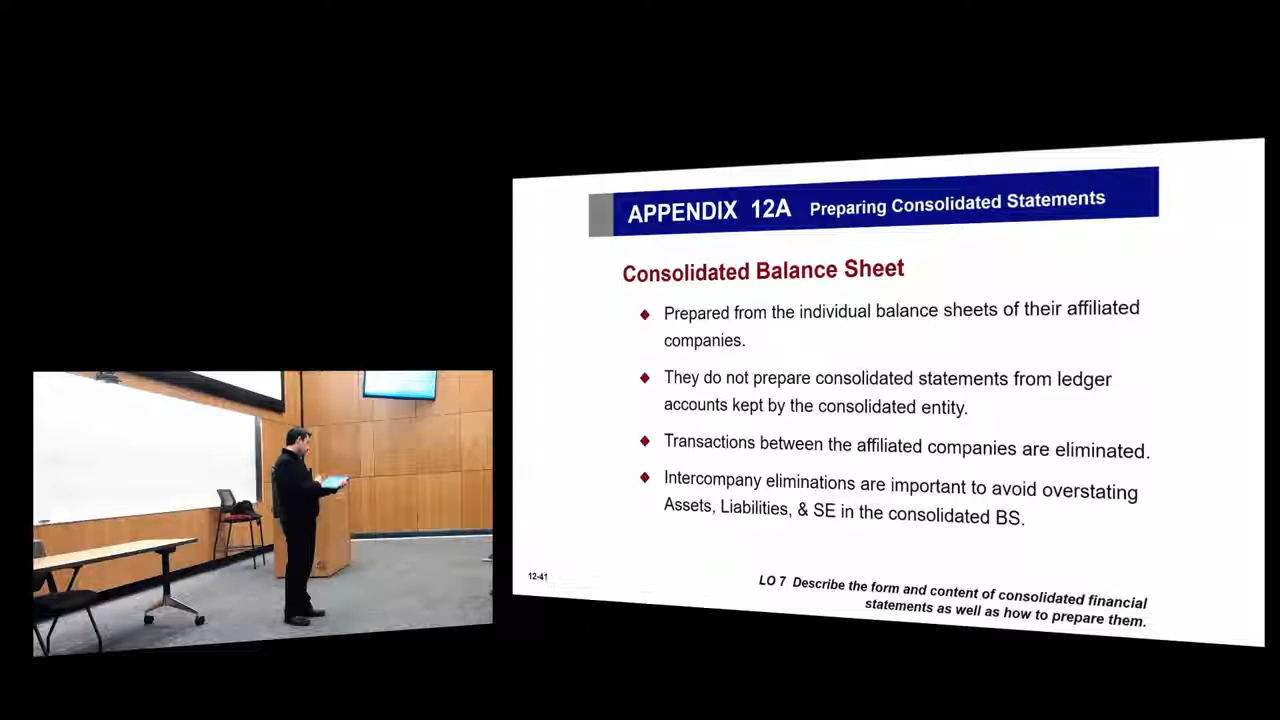 APPENDIX 12A Preparing Consolidated Statements
Consolidated Balance Sheet
Prepared from the individual balance sheets of their affiliated
companies.
They do not prepare consolidated statements from ledger
accounts kept by the consolidated entity.
Transactions between the affiliated companies are eliminated.
Intercompany eliminations are important to avoid overstating
Assets, Liabilities, & SE in the consolidated BS.
12-41
LO 7 Describe the form and content of consolidated financial
statements as well as how to prepare them.